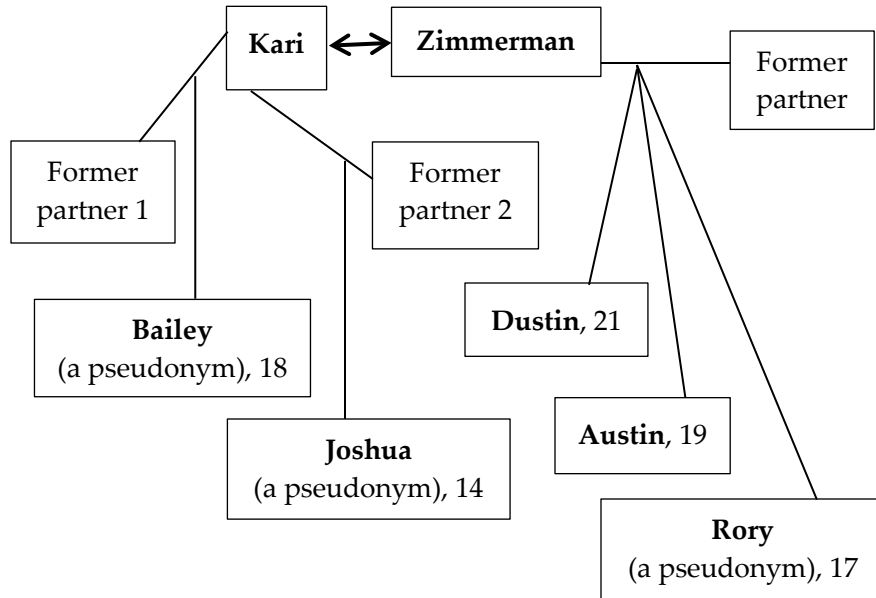 Kari
Zimmerman
Former
partner
Former
partner 1
Former
partner 2
Bailey
(a pseudonym), 18
Dustin, 21
Joshua
(a pseudonym), 14
Austin, 19
Rory
(a pseudonym), 17